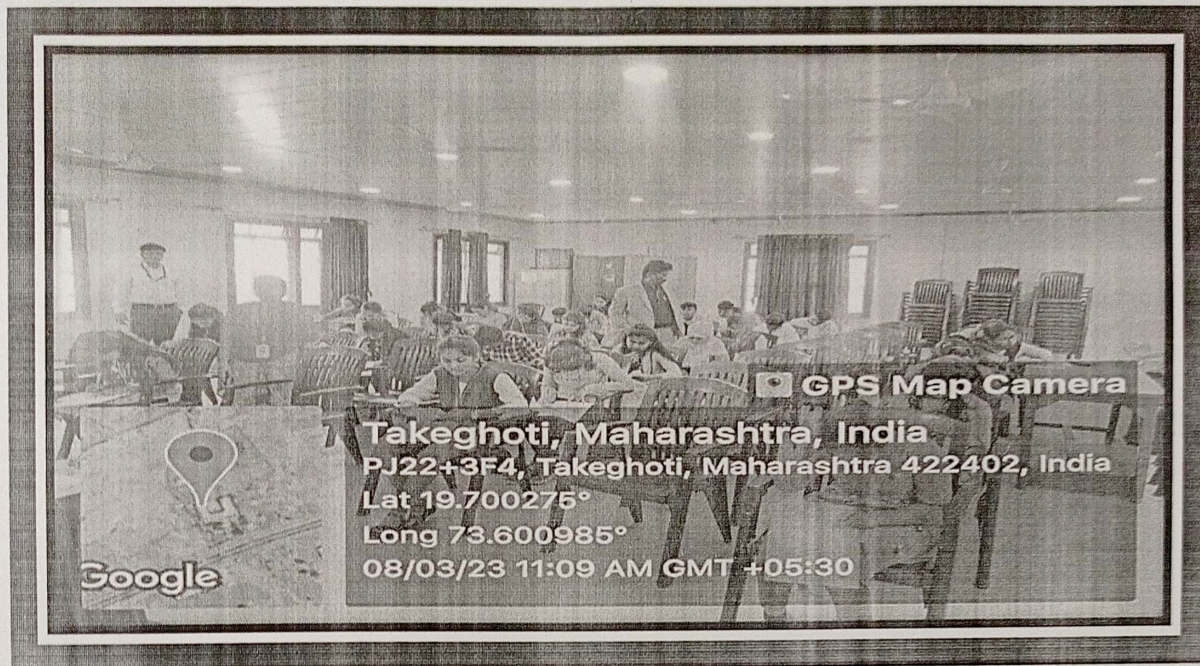 GPS Map Camera
Takeghoti, Maharashtra, India
PJ22+3F4, Takeghoti, Maharashtra 422402, India
Lat 19.700275°
Long 73.600985°
08/03/23 11:09 AM GMT +05:30
Google